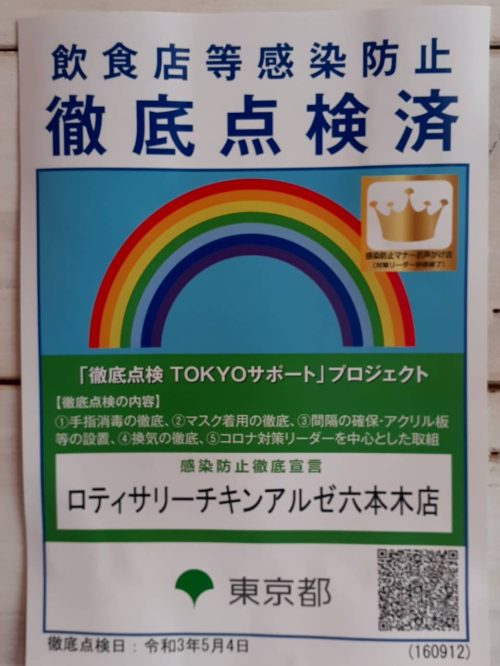 飲食店等感染防止
徹底点検済
感染防止マナーお声がけ店
(対策リーダー研修修了)
「徹底点検 TOKYOサポート」プロジェクト
【徹底点検の内容】
①手指消毒の徹底、②マスク着用の徹底、③間隔の確保・アクリル板
等の設置、④換気の徹底、⑤コロナ対策リーダーを中心とした取組
感染防止徹底宣言
ロティサリーチキンアルゼ六本木店
東京都
徹底点検日：令和3年5月4日
(160912)